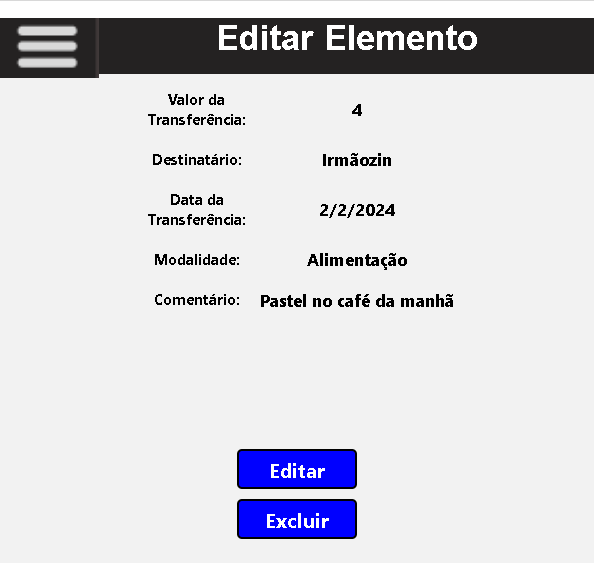 Editar Elemento
Valor da
Transferência:
4
Destinatário:
Irmãozin
Data da
Transferência:
2/2/2024
Modalidade:
Alimentação
Comentário:
Pastel no café da manhã
Editar
Excluir